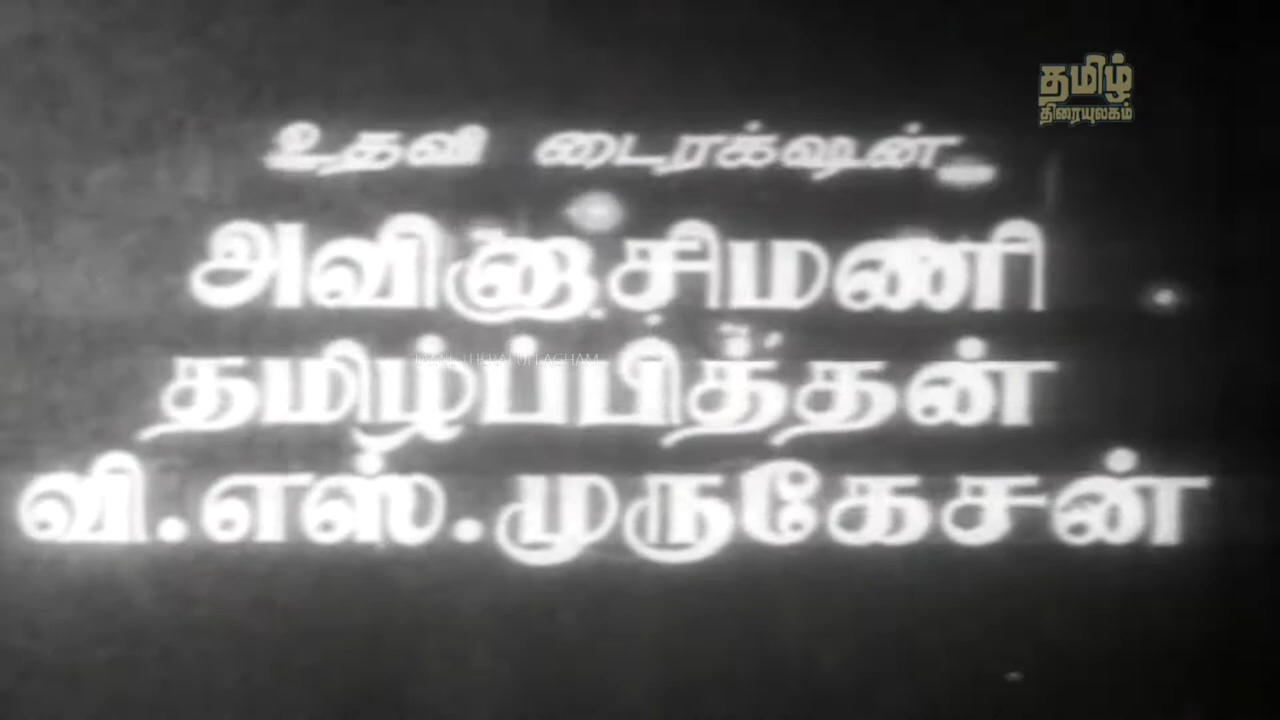 தமிழ்
திரையுலகம்
உதவி டைரக்ஷன்
அவினாசிமணி
தமிழ்ப்பித்தன்
வி.எஸ்.முருகேசன்